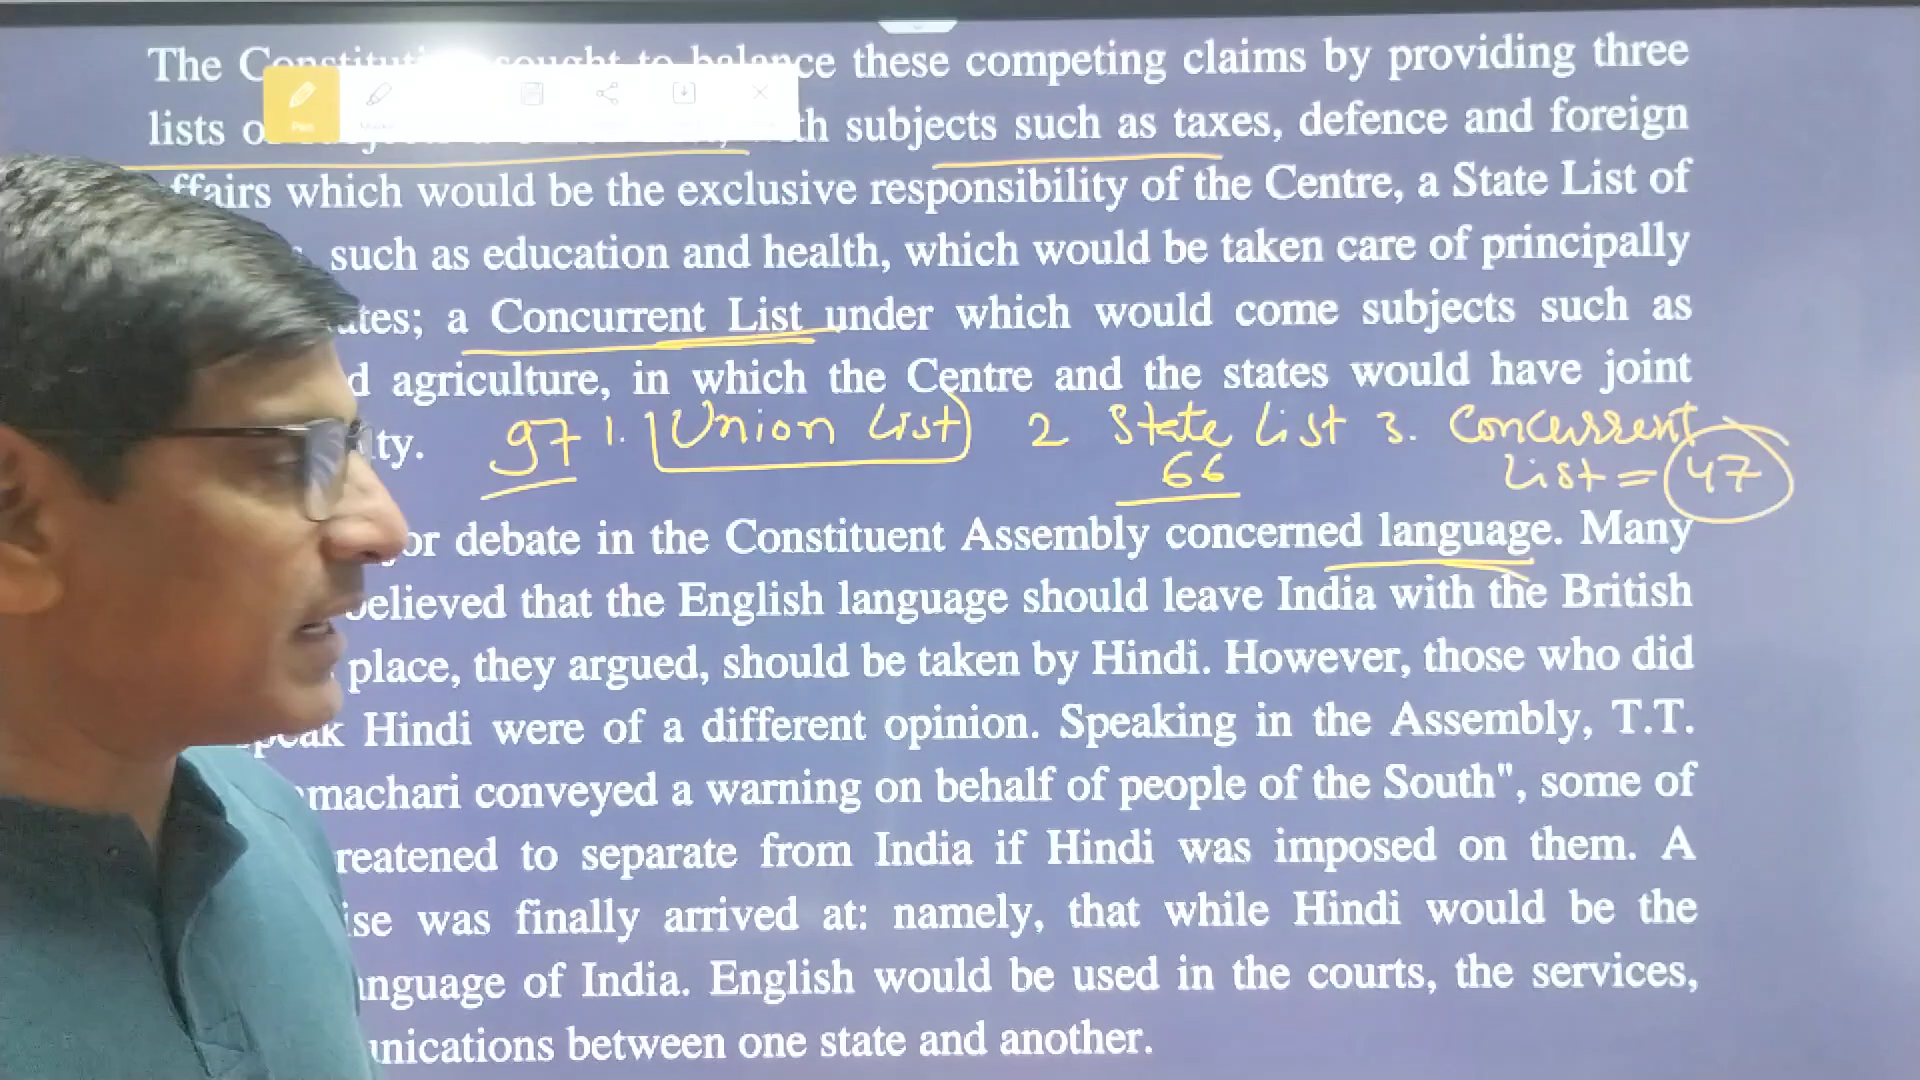 The Constituti sought to balance these competing claims by providing three
lists o th subjects such as taxes, defence and foreign
ffairs which would be the exclusive responsibility of the Centre, a State List of
, such as education and health, which would be taken care of principally
ates; a Concurrent List under which would come subjects such as
d agriculture, in which the Centre and the states would have joint
ty.
97 1. Union List 2 State List 3. Concurrent
66 List = 47
or debate in the Constituent Assembly concerned language. Many
believed that the English language should leave India with the British
place, they argued, should be taken by Hindi. However, those who did
speak Hindi were of a different opinion. Speaking in the Assembly, T.T.
machari conveyed a warning on behalf of people of the South", some of
reatened to separate from India if Hindi was imposed on them. A
ise was finally arrived at: namely, that while Hindi would be the
nguage of India. English would be used in the courts, the services,
unications between one state and another.